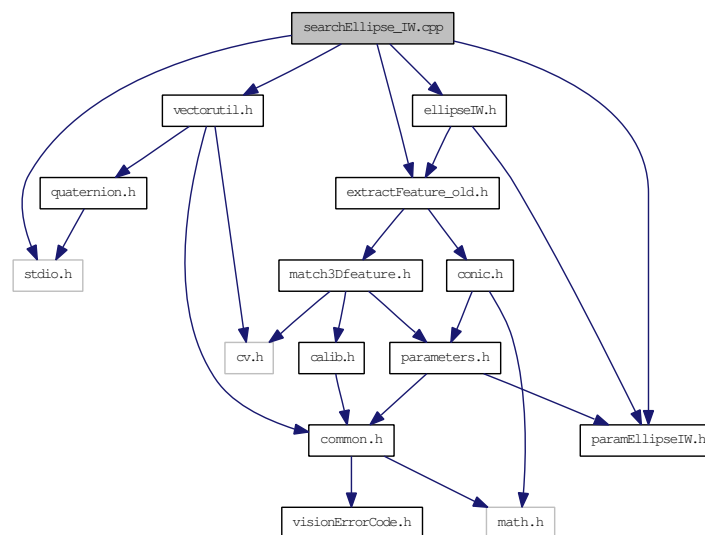 searchEllipse_IW.cpp
vectorutil.h
ellipseIW.h
quaternion.h
extractFeature_old.h
stdio.h
match3Dfeature.h
conic.h
cv.h
calib.h
parameters.h
common.h
paramEllipseIW.h
visionErrorCode.h
math.h